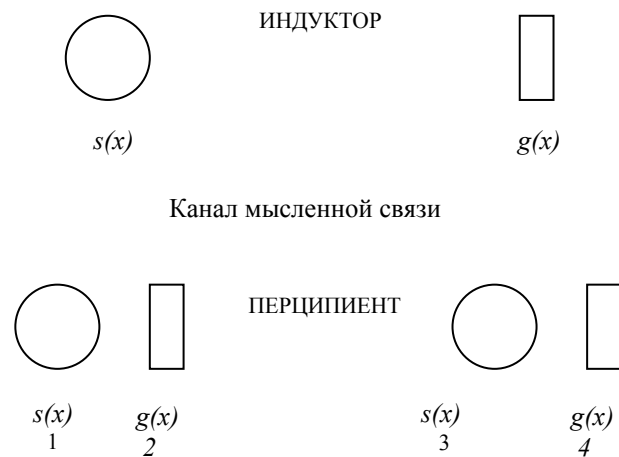 ИНДУКТОР
s(x) g(x)
Канал мысленной связи
ПЕРЦИПИЕНТ
s(x) g(x) s(x) g(x)
1 2 3 4